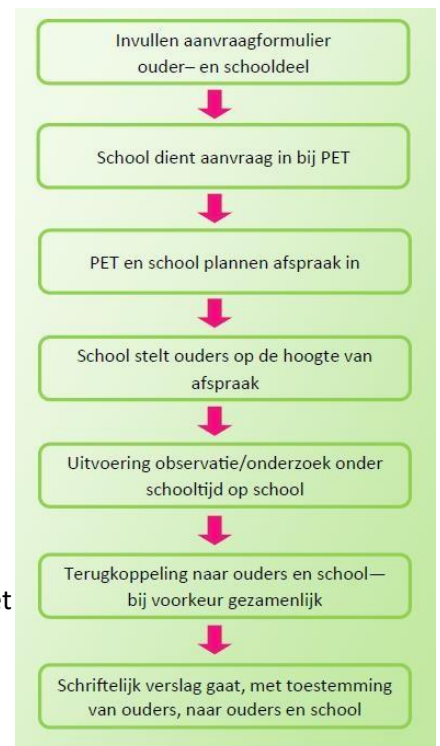 Invullen aanvraagformulier
ouder– en schooldeel
School dient aanvraag in bij PET
PET en school plannen afspraak in
School stelt ouders op de hoogte van
afspraak
Uitvoering observatie/onderzoek onder
schooltijd op school
Terugkoppeling naar ouders en school—
bij voorkeur gezamenlijk
Schriftelijk verslag gaat, met toestemming
van ouders, naar ouders en school